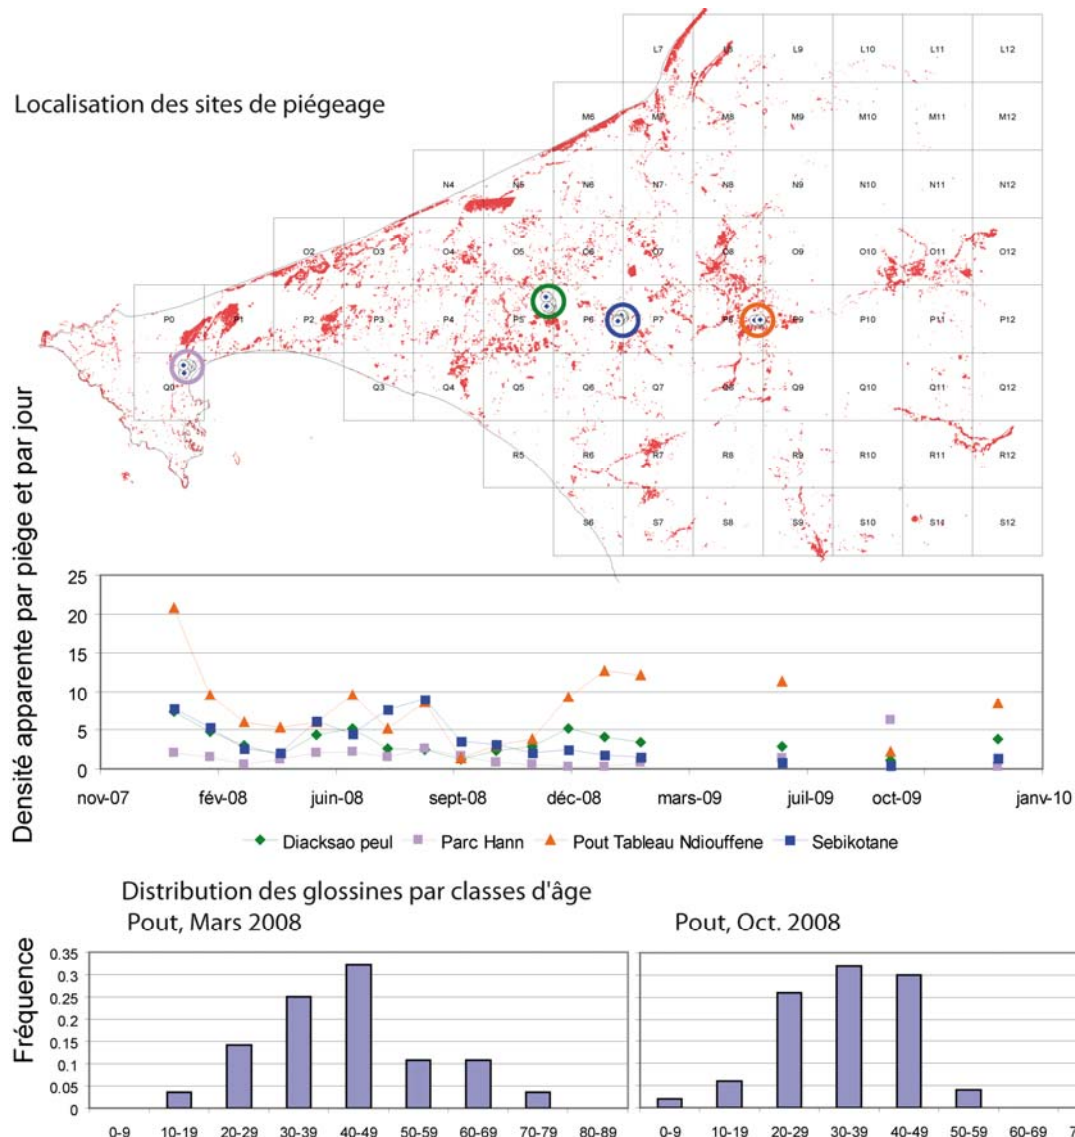 L7 L8 L9 L10 L11 L12
Localisation des sites de piégeage
M6 M7 M8 M9 M10 M11 M12
N4 N5 N6 N7 N8 N9 N10 N11 N12
O2 O3 O4 O5 O6 O7 O8 O9 O10 O11 O12
P0 P1 P2 P3 P4 P5 P6 P7 P8 P9 P10 P11 P12
Q0 Q3 Q4 Q5 Q6 Q7 Q8 Q9 Q10 Q11 Q12
R5 R6 R7 R8 R9 R10 R11 R12
S6 S7 S8 S9 S10 S11 S12
Densité apparente par piège et par jour
25
20
15
10
5
0
nov-07 fév-08 juin-08 sept-08 déc-08 mars-09 juil-09 oct-09 janv-10
Diacksao peul Parc Hann Pout Tableau Ndiouffene Sebikotane
Distribution des glossines par classes d'âge
Pout, Mars 2008 Pout, Oct. 2008
Fréquence
0.35
0.3
0.25
0.2
0.15
0.1
0.05
0
0-9 10-19 20-29 30-39 40-49 50-59 60-69 70-79 80-89
0-9 10-19 20-29 30-39 40-49 50-59 60-69 7